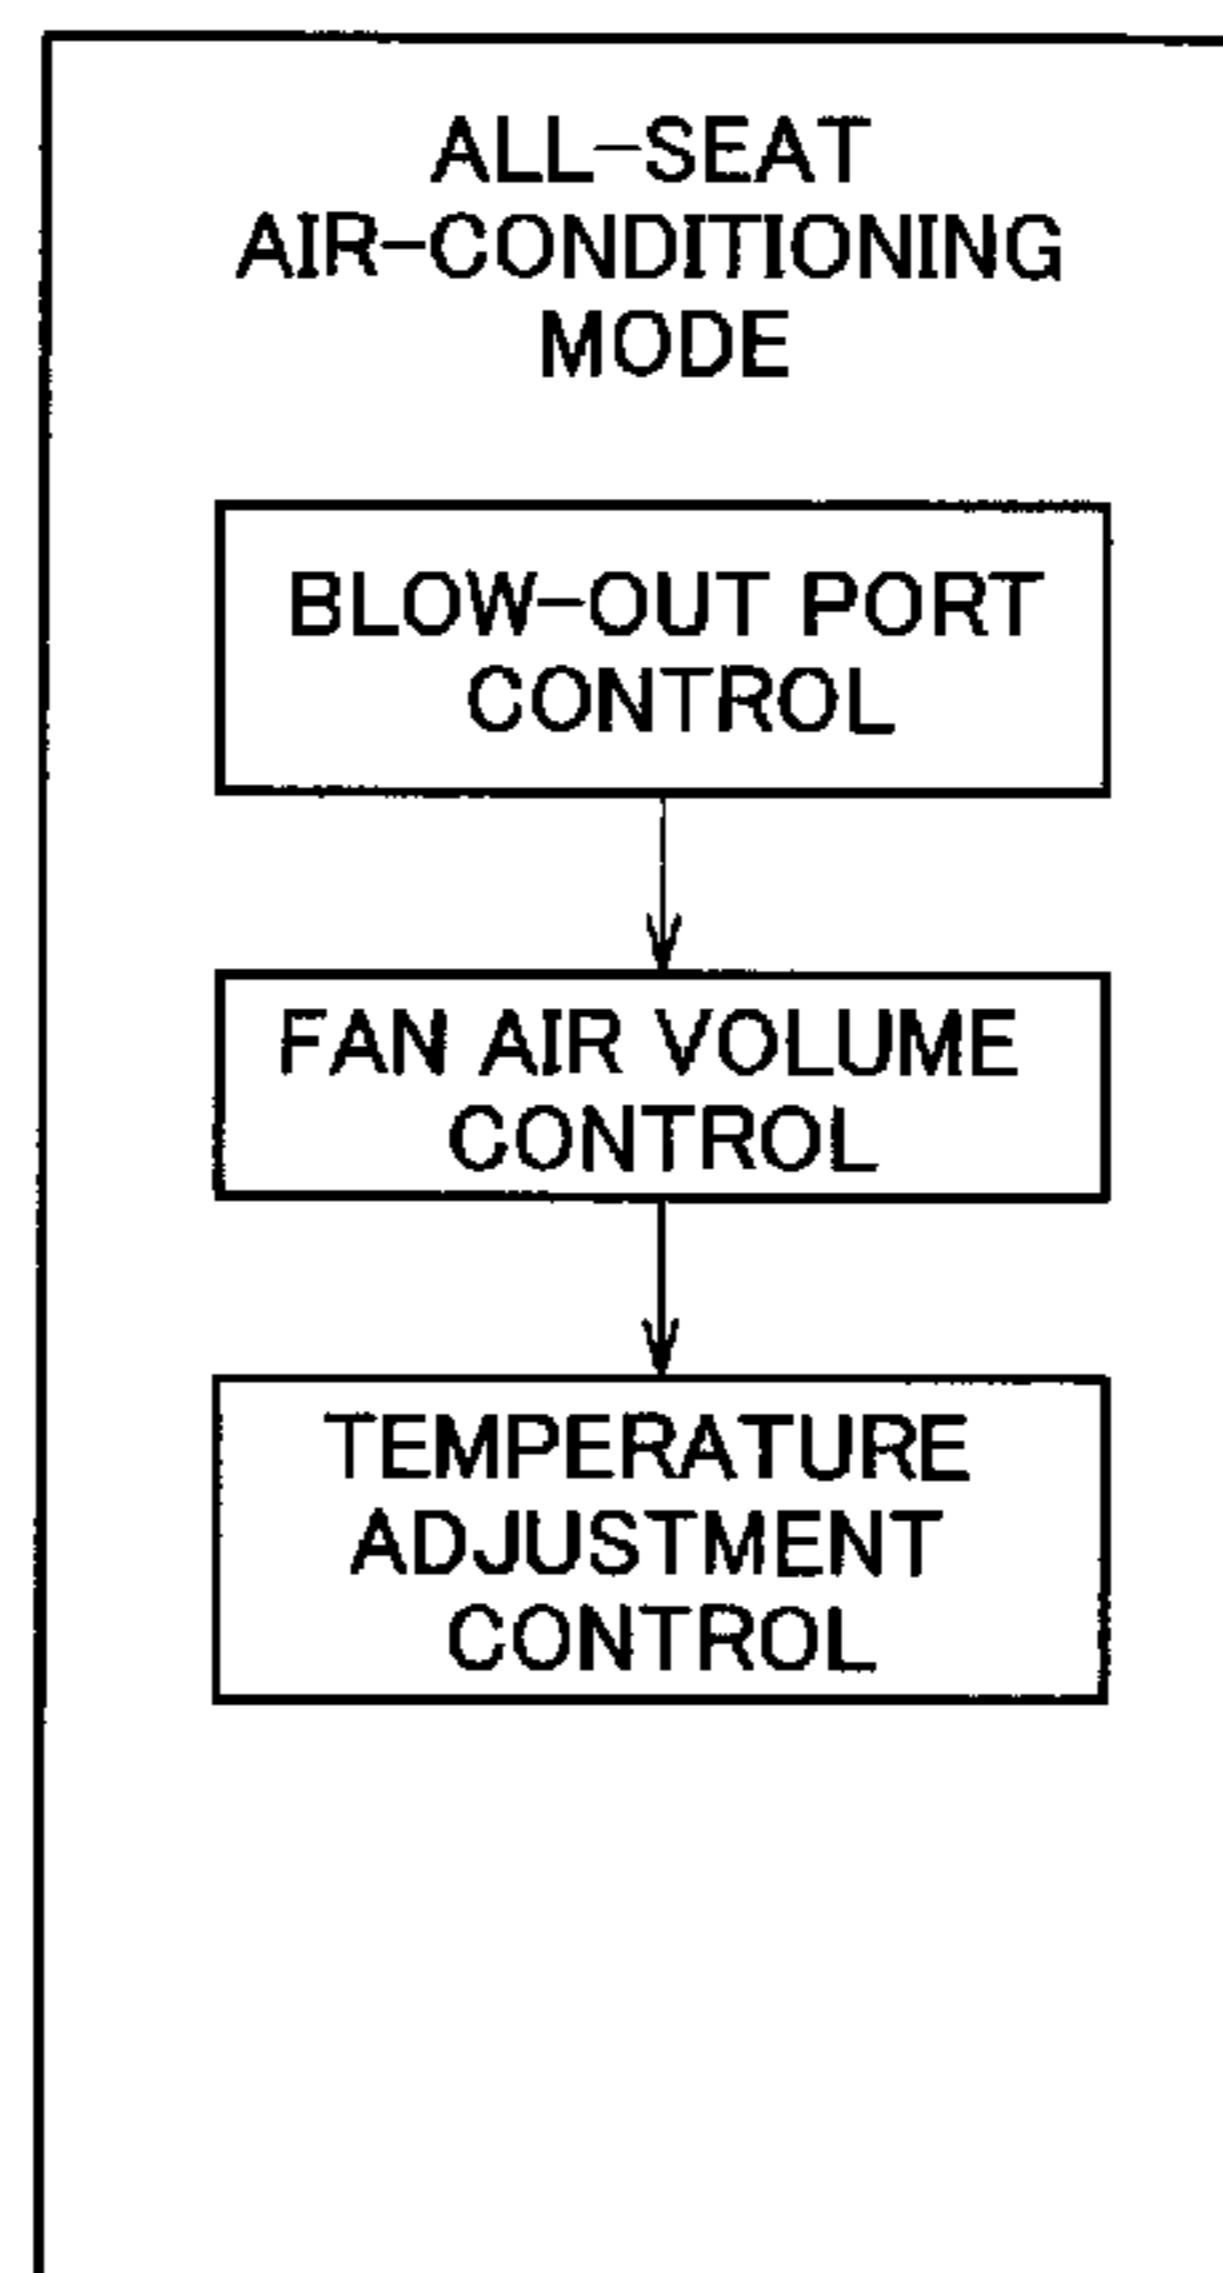 ALL-SEAT
AIR-CONDITIONING
MODE
BLOW-OUT PORT
CONTROL
FAN AIR VOLUME
CONTROL
TEMPERATURE
ADJUSTMENT
CONTROL